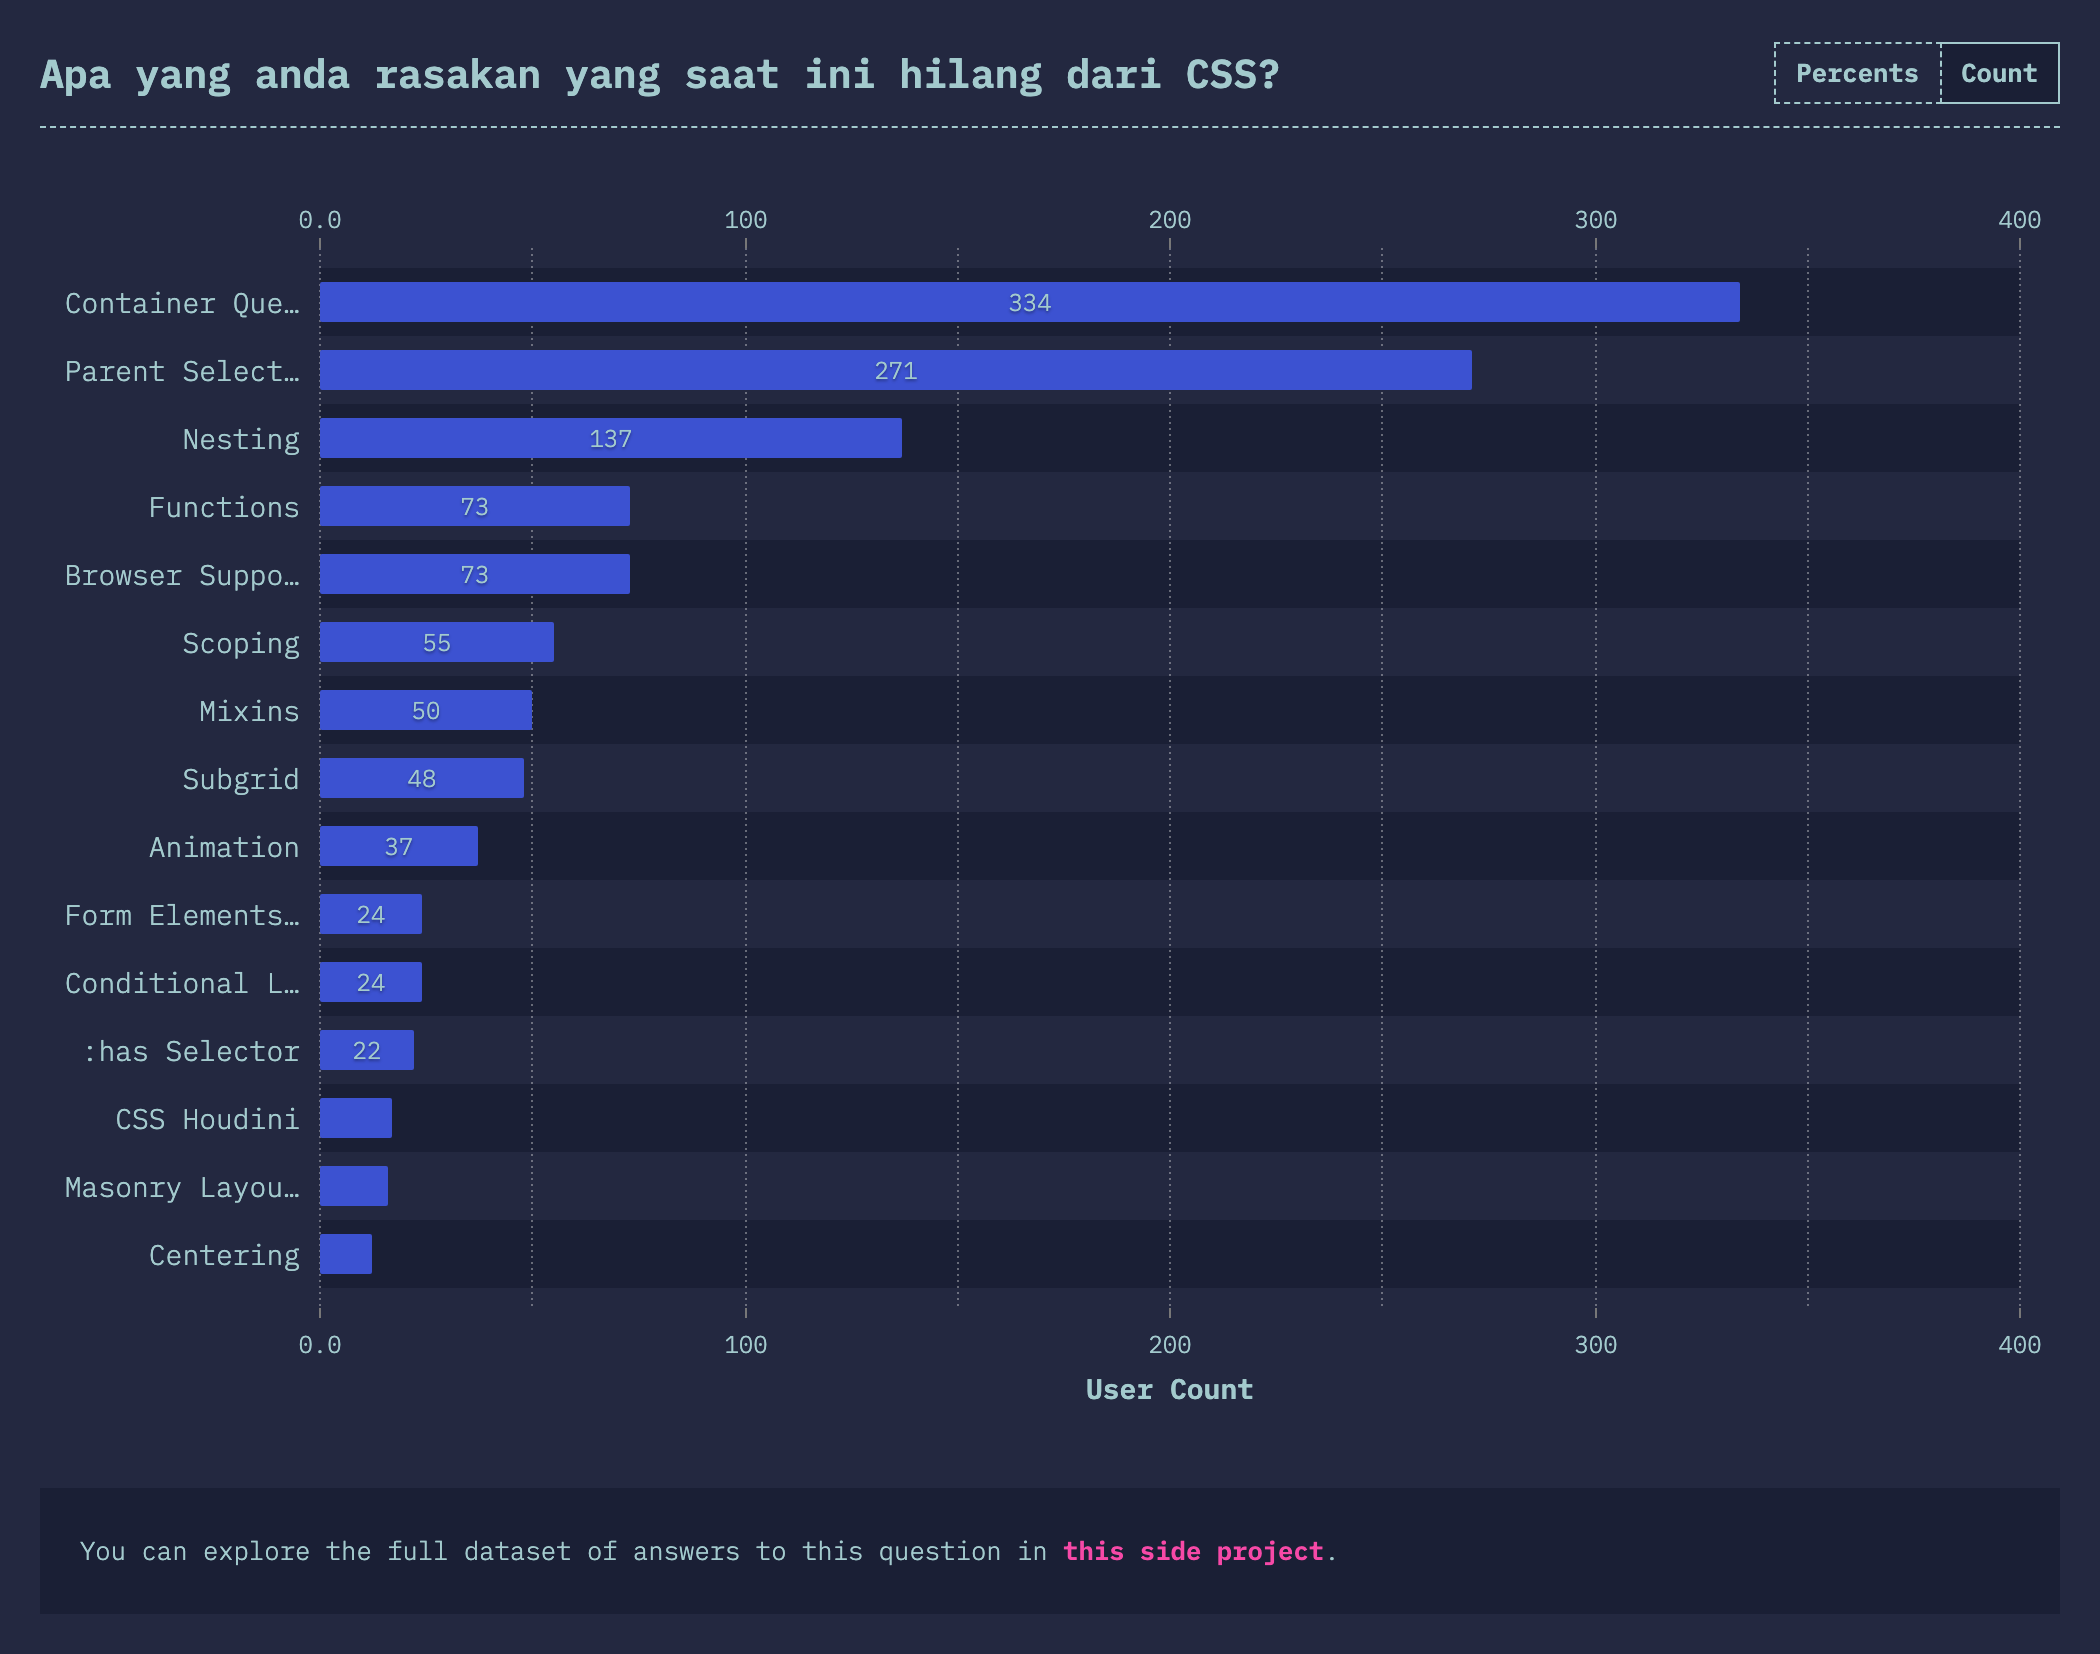 Apa yang anda rasakan yang saat ini hilang dari CSS?
Percents Count
0.0 100 200 300 400
Container Que… 334
Parent Select… 271
Nesting 137
Functions 73
Browser Suppo… 73
Scoping 55
Mixins 50
Subgrid 48
Animation 37
Form Elements… 24
Conditional L… 24
:has Selector 22
CSS Houdini
Masonry Layou…
Centering
0.0 100 200 300 400
User Count
You can explore the full dataset of answers to this question in this side project.